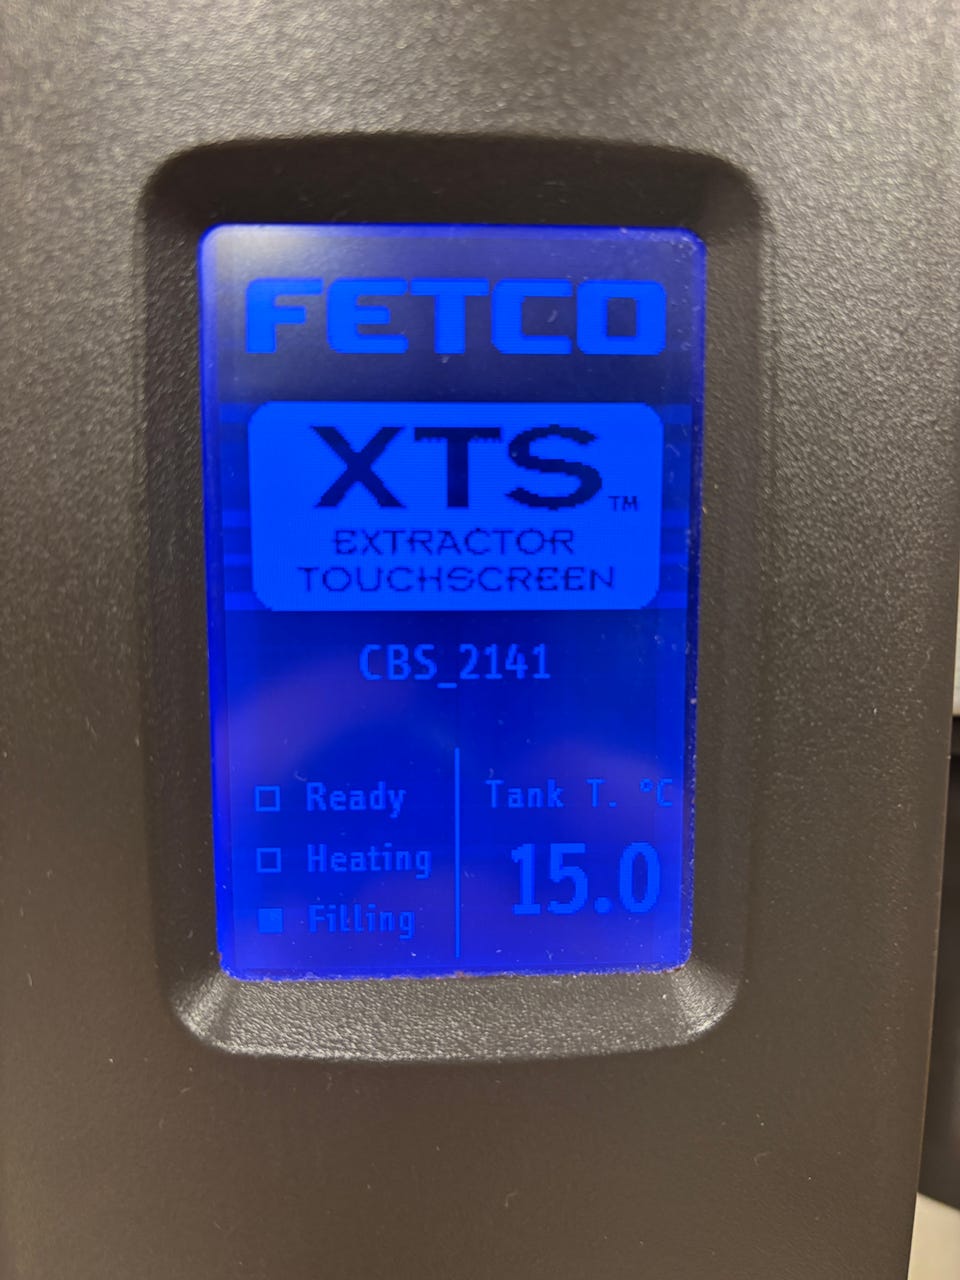 FETCO
XTS™
EXTRACTOR
TOUCHSCREEN
CBS_2141
Ready
Heating
Filling
Tank T. °C
15.0